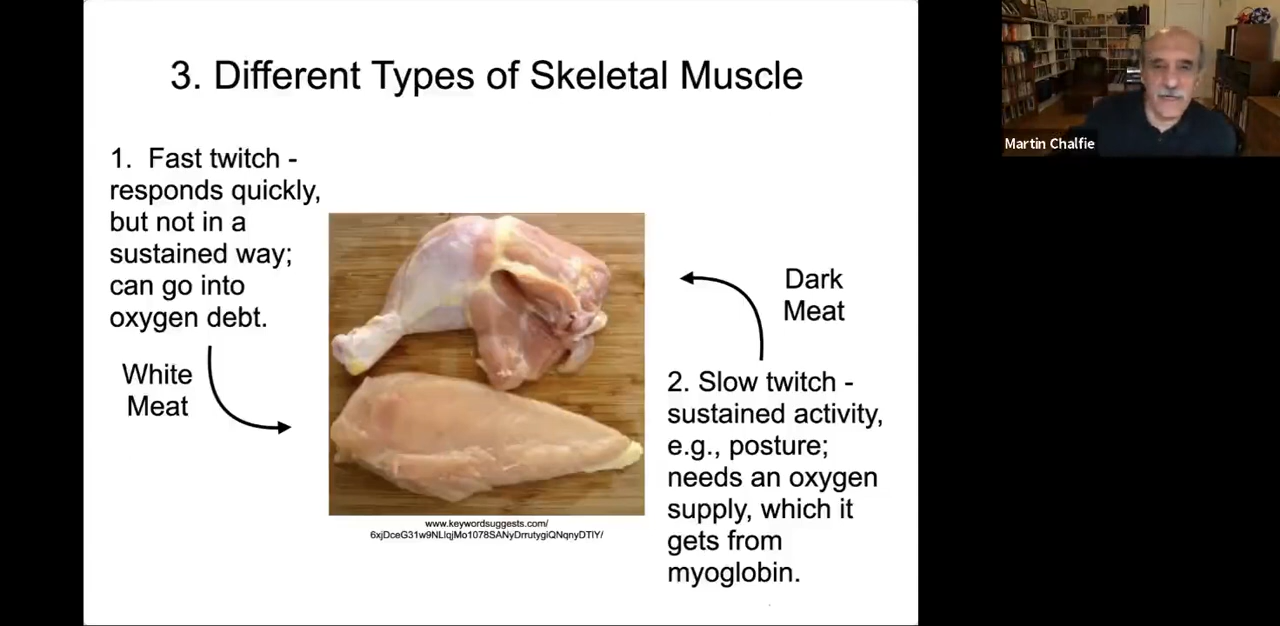 3. Different Types of Skeletal Muscle
1. Fast twitch -
responds quickly,
but not in a
sustained way;
can go into
oxygen debt.
White
Meat
Dark
Meat
2. Slow twitch -
sustained activity,
e.g., posture;
needs an oxygen
supply, which it
gets from
myoglobin.
www.keywordsuggests.com/
Martin Chalfie